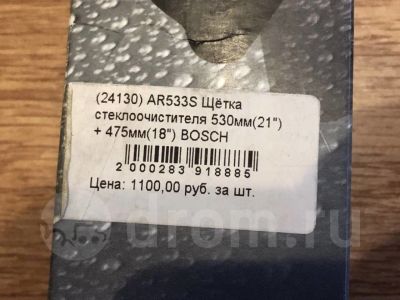 (24130) AR533S Щётка
стеклоочистителя 530мм(21")
+ 475мм(18") BOSCH
2 000283 918885
Цена: 1100,00 руб. за шт.
drom.ru